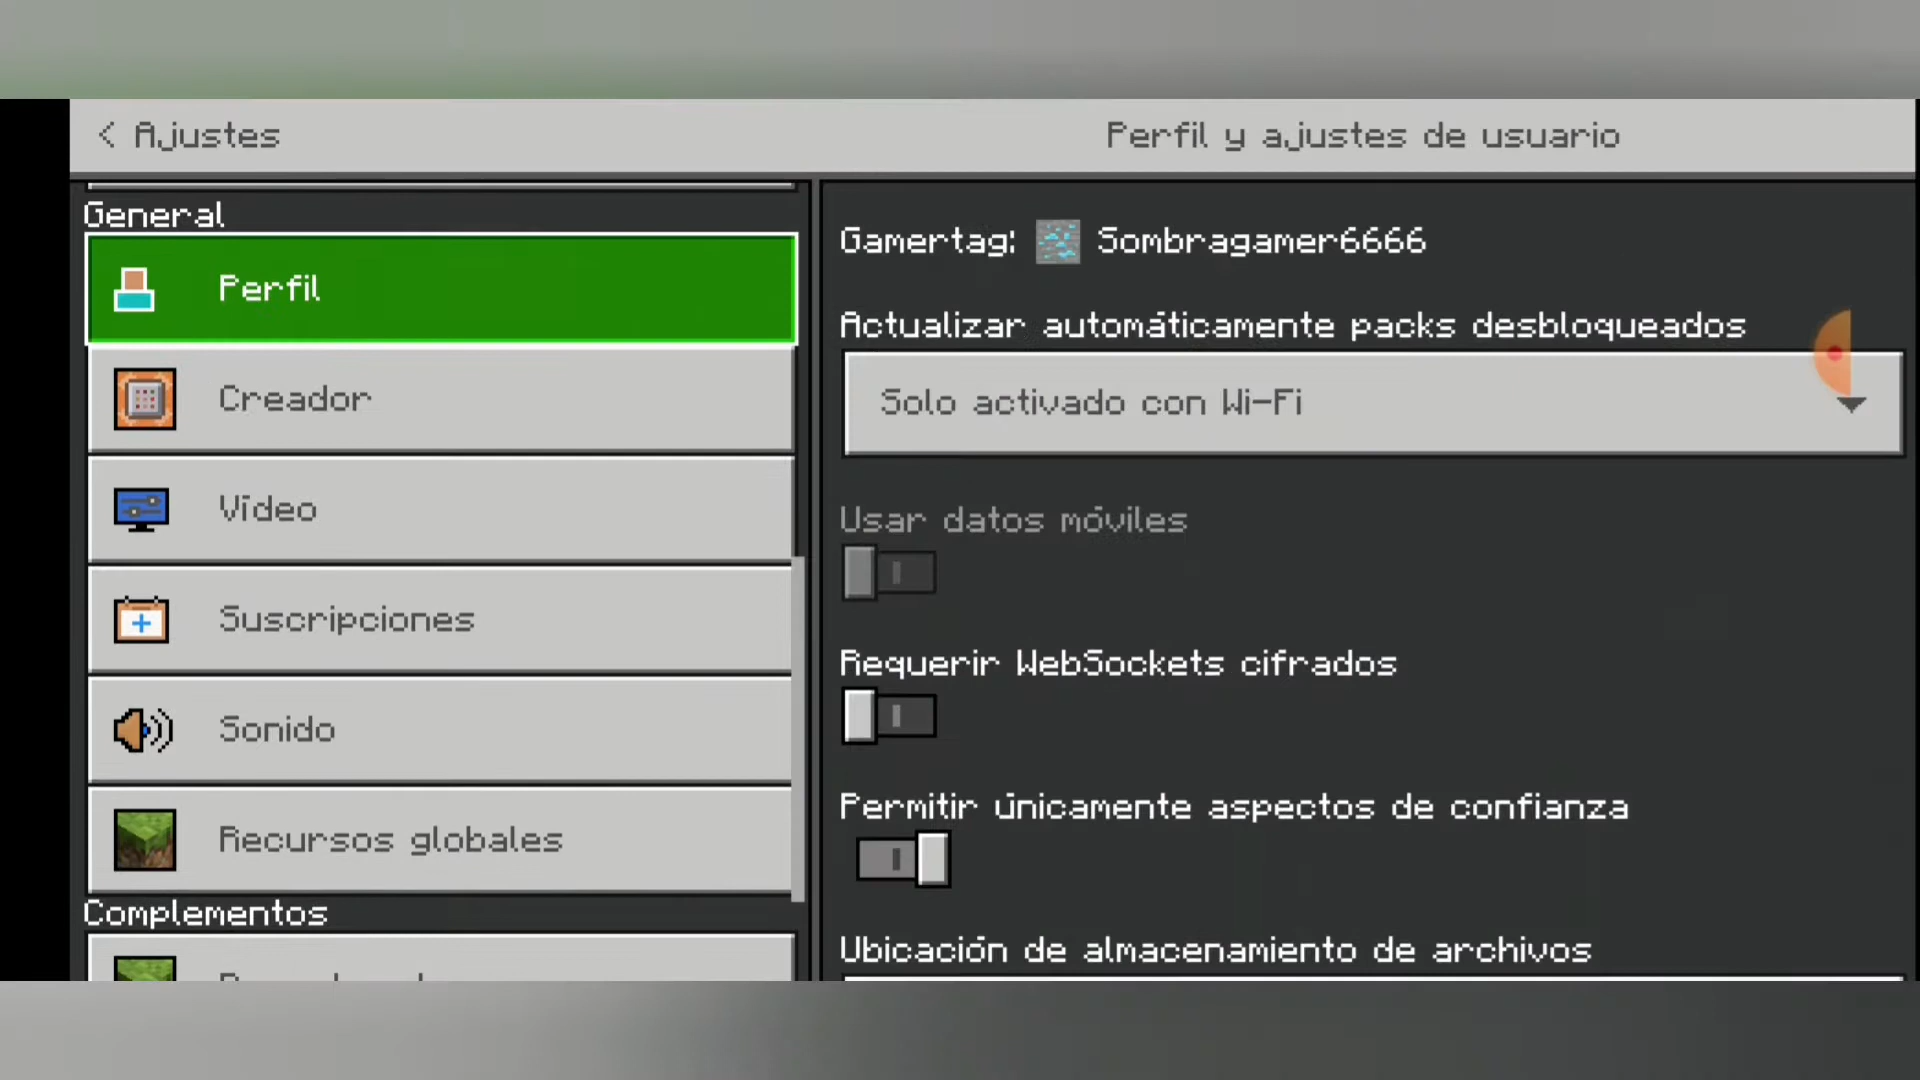 < Ajustes
Perfil y ajustes de usuario
General
Perfil
Creador
Vídeo
Suscripciones
Sonido
Recursos globales
Complementos
Gamertag: Sombragamer6666
Actualizar automáticamente packs desbloqueados
Solo activado con Wi-Fi
Usar datos móviles
Requerir WebSockets cifrados
Permitir únicamente aspectos de confianza
Ubicación de almacenamiento de archivos